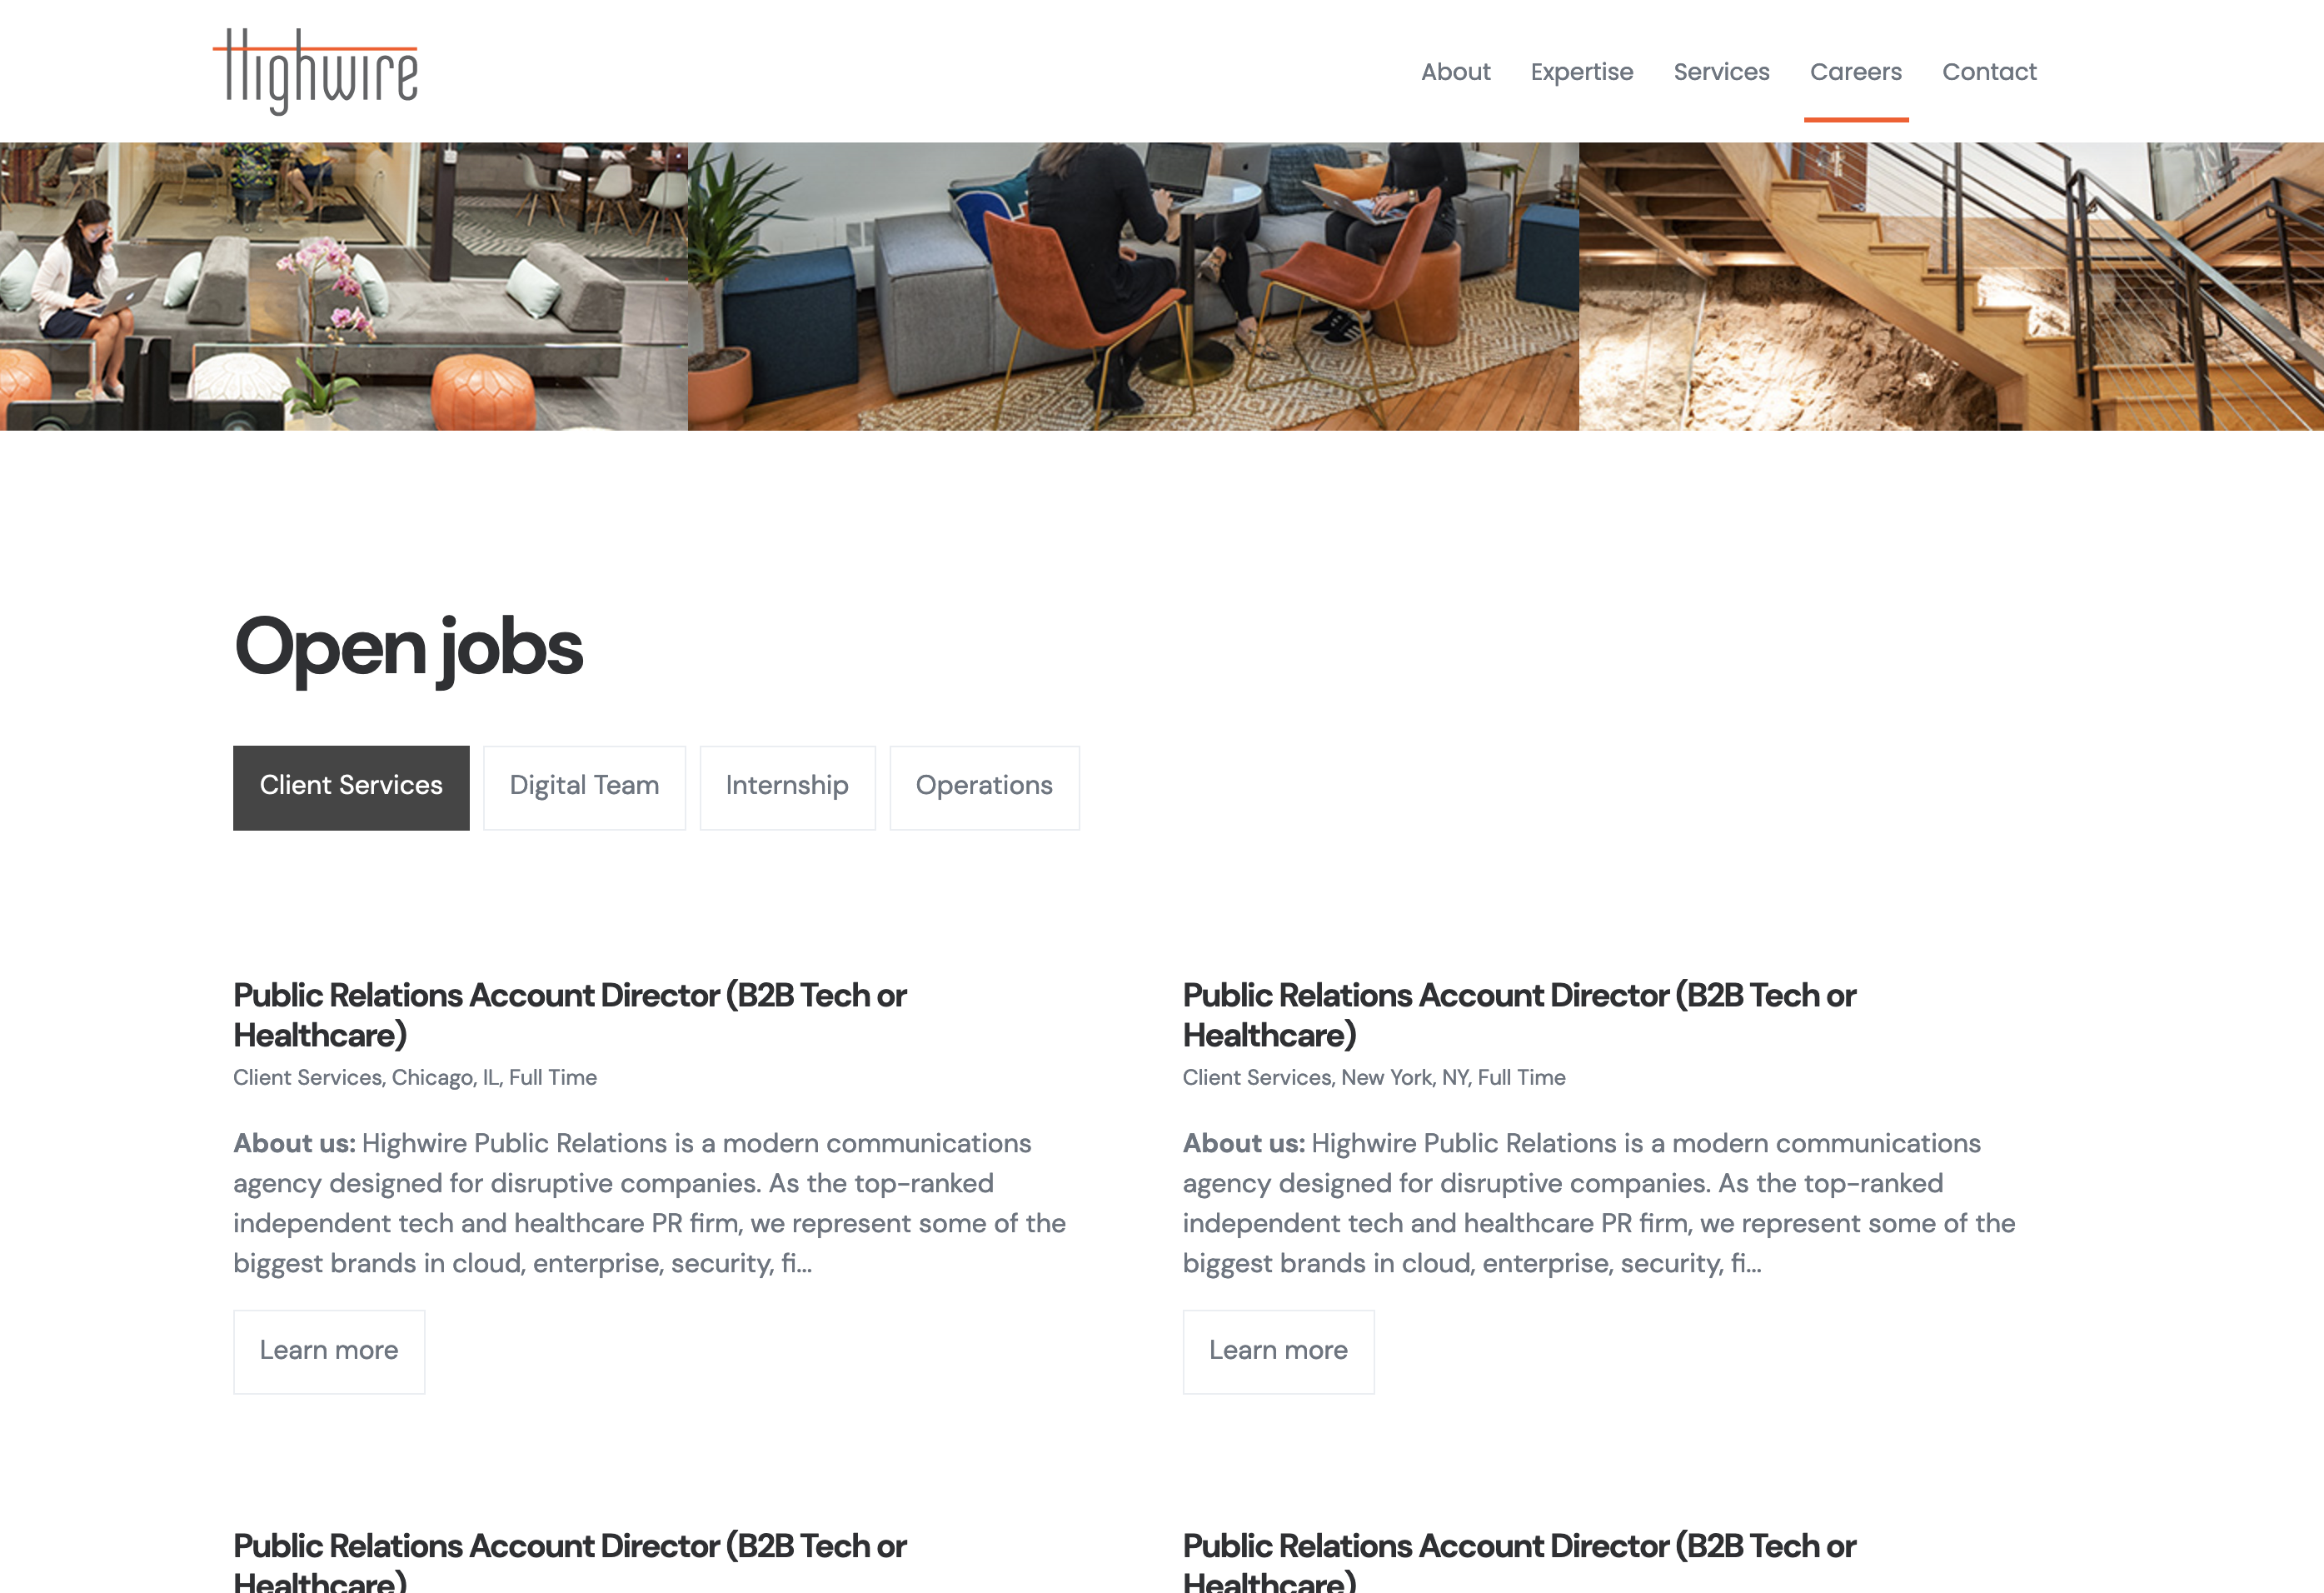 Highwire
About Expertise Services Careers Contact
Open jobs
Client Services Digital Team Internship Operations
Public Relations Account Director (B2B Tech or
Healthcare)
Client Services, Chicago, IL, Full Time
About us: Highwire Public Relations is a modern communications
agency designed for disruptive companies. As the top-ranked
independent tech and healthcare PR firm, we represent some of the
biggest brands in cloud, enterprise, security, fi...
Learn more
Public Relations Account Director (B2B Tech or
Healthcare)
Client Services, New York, NY, Full Time
About us: Highwire Public Relations is a modern communications
agency designed for disruptive companies. As the top-ranked
independent tech and healthcare PR firm, we represent some of the
biggest brands in cloud, enterprise, security, fi...
Learn more
Public Relations Account Director (B2B Tech or
Healthcare)
Public Relations Account Director (B2B Tech or
Healthcare)